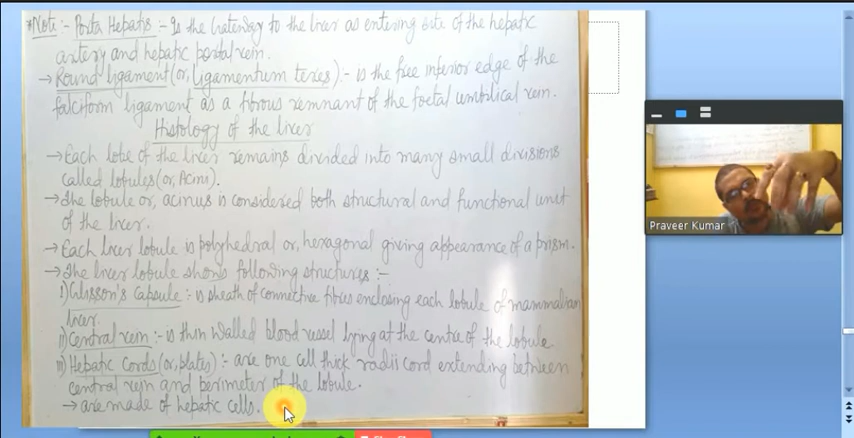 *Note :- Porta Hepatis :- Is the Gateway to the liver as entering site of the hepatic
artery and hepatic portal vein.
→ Round ligament (or, ligamentum teres) :- is the free inferior edge of the
falciform ligament as a fibrous remnant of the foetal umbilical vein.
Histology of the liver
→ Each lobe of the liver remains divided into many small divisions
called lobules (or, Acini).
→ The lobule or, acinus is considered both structural and functional unit
of the liver.
→ Each liver lobule is polyhedral or, hexagonal giving appearance of a prism.
→ The liver lobule shows following structures :-
i) Glisson's Capsule :- is sheath of connective fibres enclosing each lobule of mammalian
liver.
ii) Central vein :- is thin walled blood vessel lying at the centre of the lobule.
iii) Hepatic Cords (or, plates) :- are one cell thick radii cord extending between
central vein and perimeter of the lobule.
→ are made of hepatic cells.
Praveer Kumar